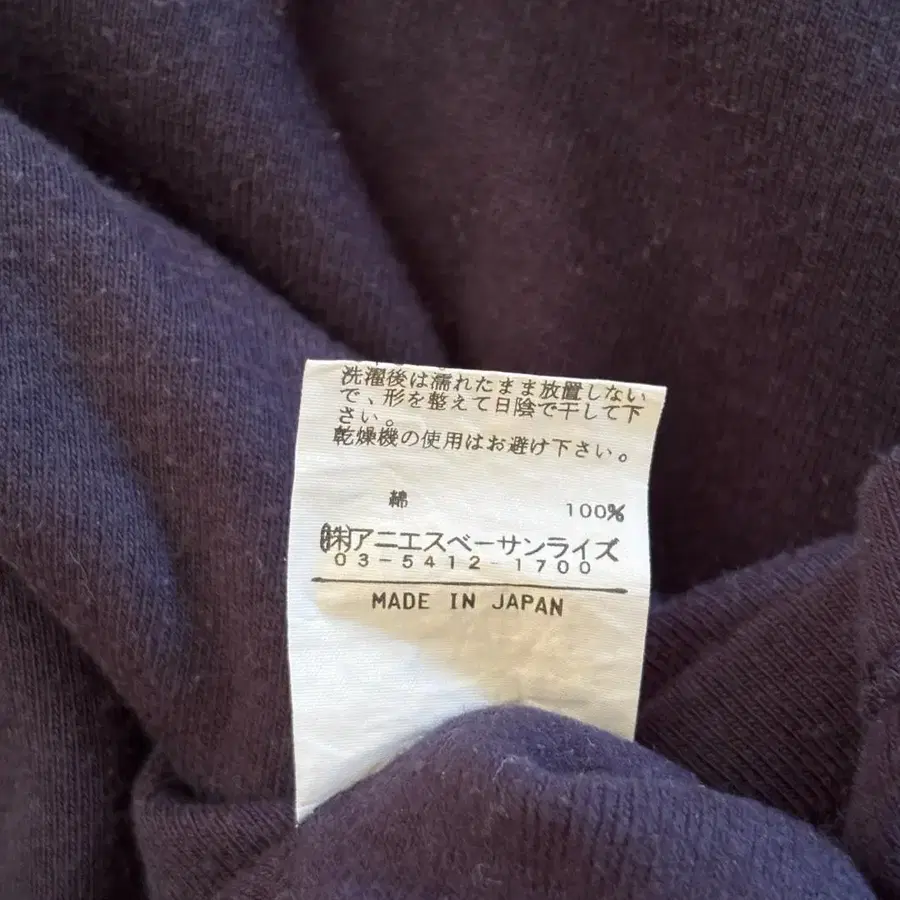 洗濯後は濡れたまま放置しない
で、形を整えて日陰で干して下
さい。
乾燥機の使用はお避け下さい。
綿 100%
(株)アニエスベーサンライズ
03-5412-1700
MADE IN JAPAN